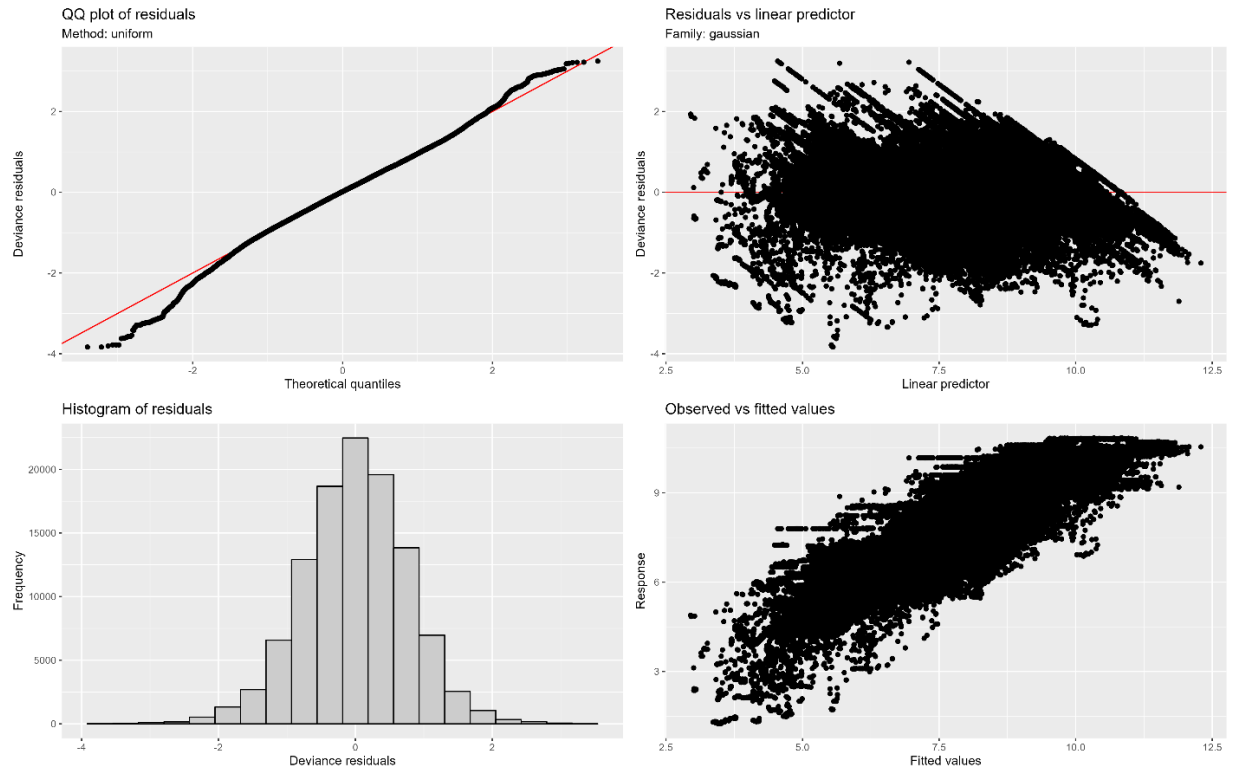 QQ plot of residuals
Method: uniform
Deviance residuals
2
0
-2
-4
-2
0
2
Theoretical quantiles
Residuals vs linear predictor
Family: gaussian
Deviance residuals
2
0
-2
-4
2.5
5.0
7.5
10.0
12.5
Linear predictor
Histogram of residuals
Frequency
20000
15000
10000
5000
0
-4
-2
0
2
Deviance residuals
Observed vs fitted values
Response
9
6
3
2.5
5.0
7.5
10.0
12.5
Fitted values